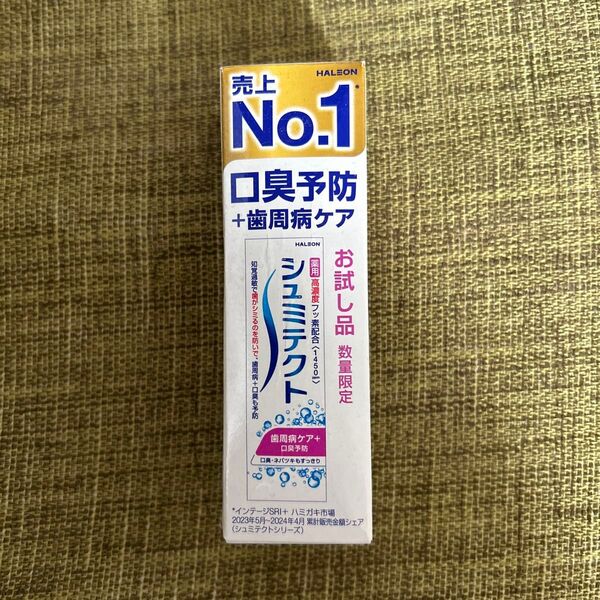 HALEON
売上
No.1*
口臭予防
+歯周病ケア
お試し品 数量限定
HALEON
薬用 高濃度フッ素配合〈1450ppm〉
シュミテクト
知覚過敏で歯がシミるのを防いで、歯周病+口臭も予防
歯周病ケア+
口臭予防
口臭・ネバツキもすっきり
*インテージSRI+ ハミガキ市場
2023年5月~2024年4月 累計販売金額シェア
(シュミテクトシリーズ)